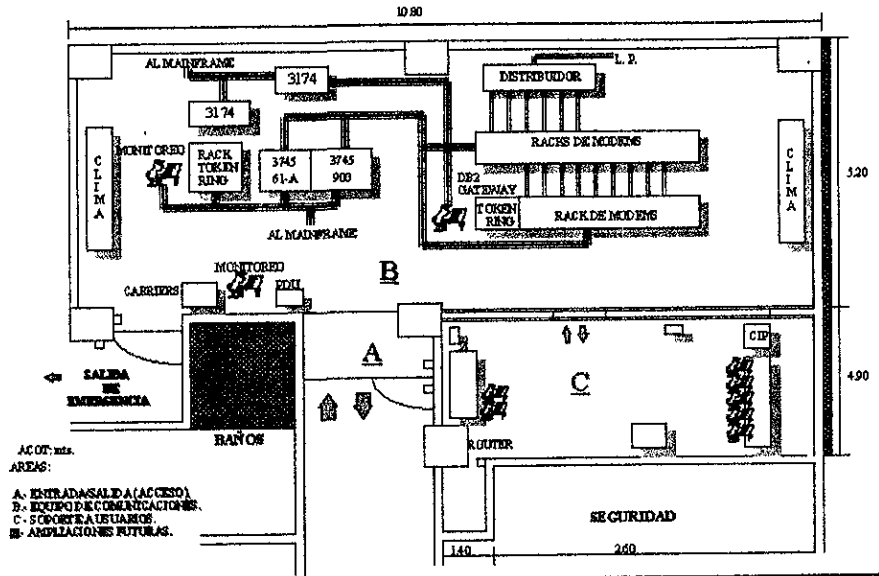 10.80
AL MAINFRAME
3174
3174
DISTRIBUIDOR
L. P.
CLIMA
MONITOREO
RACK
TOKEN
RING
3745
61-A
3745
900
RACKS DE MODEMS
CLIMA
DB2
GATEWAY
TOKEN
RING
RACK DE MODEMS
5.20
AL MAINFRAME
B
MONITOREO
CARRIERS
PDU
A
C
CIP
4.90
SALIDA
DE
EMERGENCIA
BAÑOS
ROUTER
ACOT: mts.
AREAS:
A.- ENTRADA/SALIDA (ACCESO)
B.- EQUIPO DE COMUNICACIONES.
C.- SOPORTE A USUARIOS.
.- AMPLIACIONES FUTURAS.
SEGURIDAD
140
260